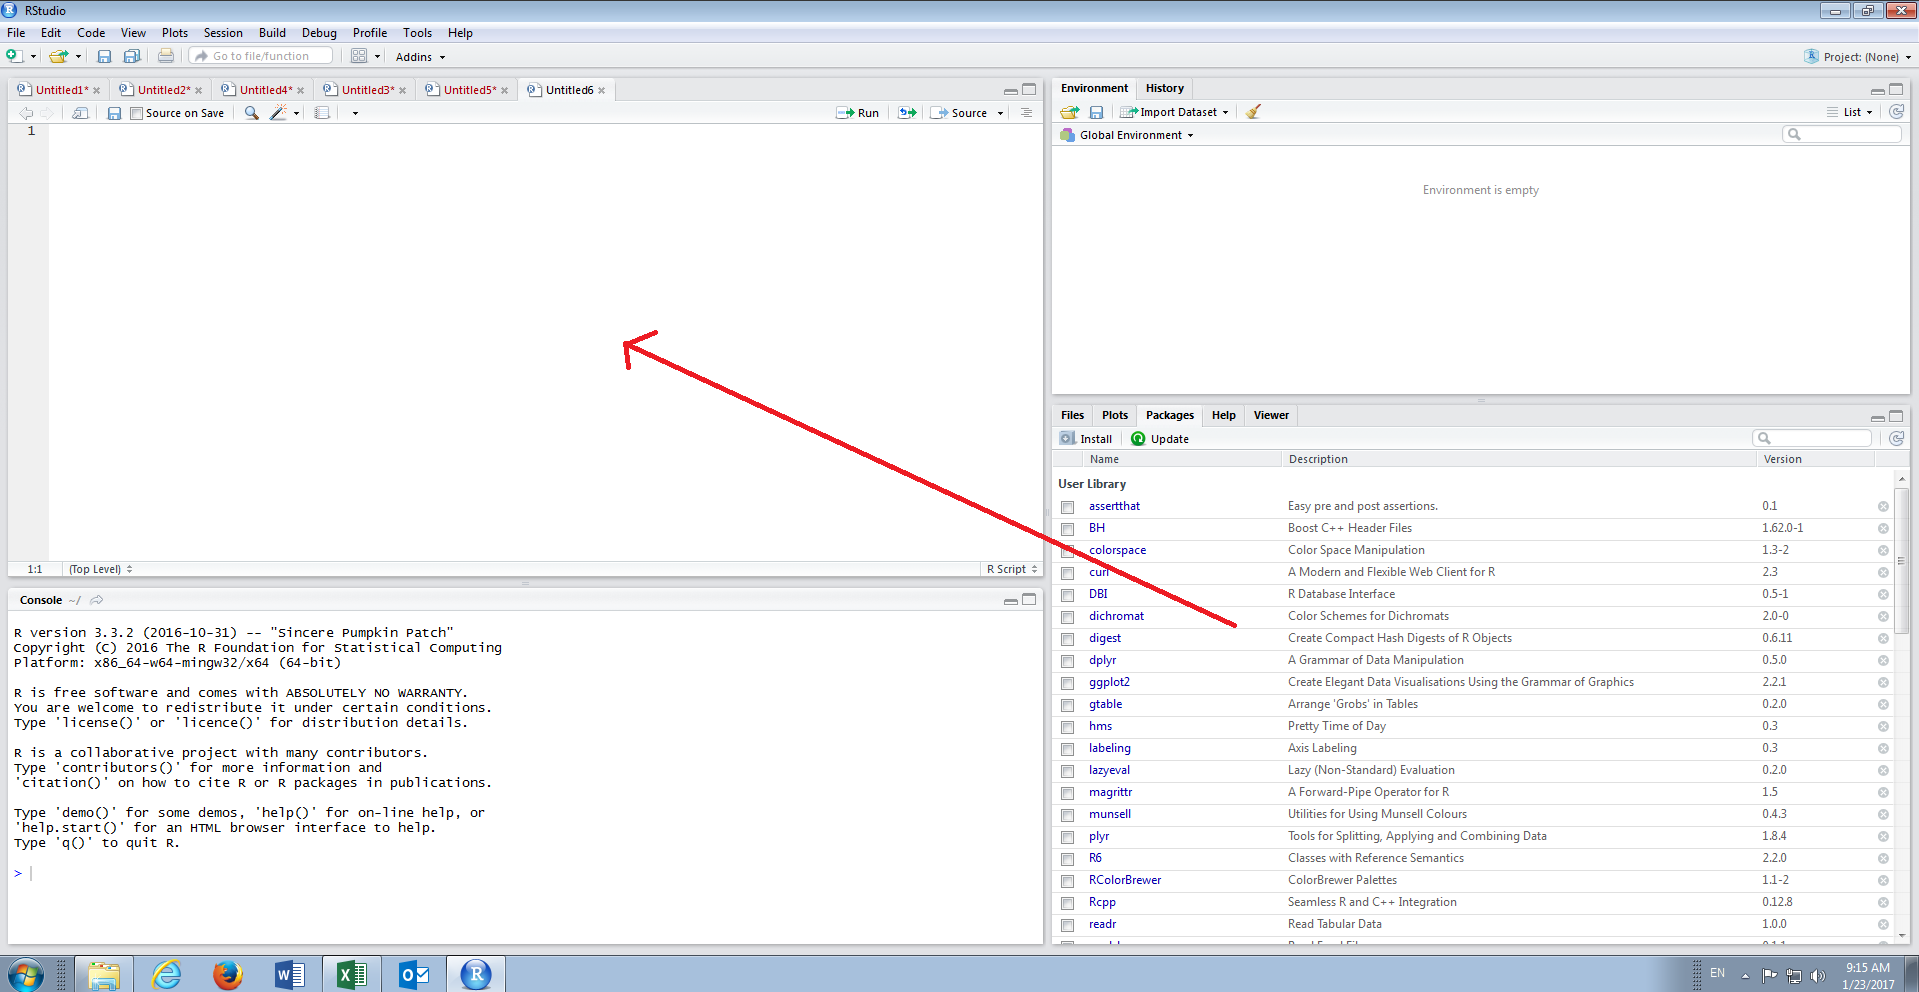 RStudio
File Edit Code View Plots Session Build Debug Profile Tools Help
Go to file/function Addins Project: (None)
Untitled1* Untitled2* Untitled4* Untitled3* Untitled5* Untitled6
Source on Save Run Source
1
1:1 (Top Level) R Script
Console ~/
R version 3.3.2 (2016-10-31) -- "Sincere Pumpkin Patch"
Copyright (C) 2016 The R Foundation for Statistical Computing
Platform: x86_64-w64-mingw32/x64 (64-bit)
R is free software and comes with ABSOLUTELY NO WARRANTY.
You are welcome to redistribute it under certain conditions.
Type 'license()' or 'licence()' for distribution details.
R is a collaborative project with many contributors.
Type 'contributors()' for more information and
'citation()' on how to cite R or R packages in publications.
Type 'demo()' for some demos, 'help()' for on-line help, or
'help.start()' for an HTML browser interface to help.
Type 'q()' to quit R.
>
Environment History
Import Dataset List
Global Environment
Environment is empty
Files Plots Packages Help Viewer
Install Update
Name Description Version
User Library
assertthat Easy pre and post assertions. 0.1
BH Boost C++ Header Files 1.62.0-1
colorspace Color Space Manipulation 1.3-2
curl A Modern and Flexible Web Client for R 2.3
DBI R Database Interface 0.5-1
dichromat Color Schemes for Dichromats 2.0-0
digest Create Compact Hash Digests of R Objects 0.6.11
dplyr A Grammar of Data Manipulation 0.5.0
ggplot2 Create Elegant Data Visualisations Using the Grammar of Graphics 2.2.1
gtable Arrange 'Grobs' in Tables 0.2.0
hms Pretty Time of Day 0.3
labeling Axis Labeling 0.3
lazyeval Lazy (Non-Standard) Evaluation 0.2.0
magrittr A Forward-Pipe Operator for R 1.5
munsell Utilities for Using Munsell Colours 0.4.3
plyr Tools for Splitting, Applying and Combining Data 1.8.4
R6 Classes with Reference Semantics 2.2.0
RColorBrewer ColorBrewer Palettes 1.1-2
Rcpp Seamless R and C++ Integration 0.12.8
readr Read Tabular Data 1.0.0
EN 9:15 AM
1/23/2017